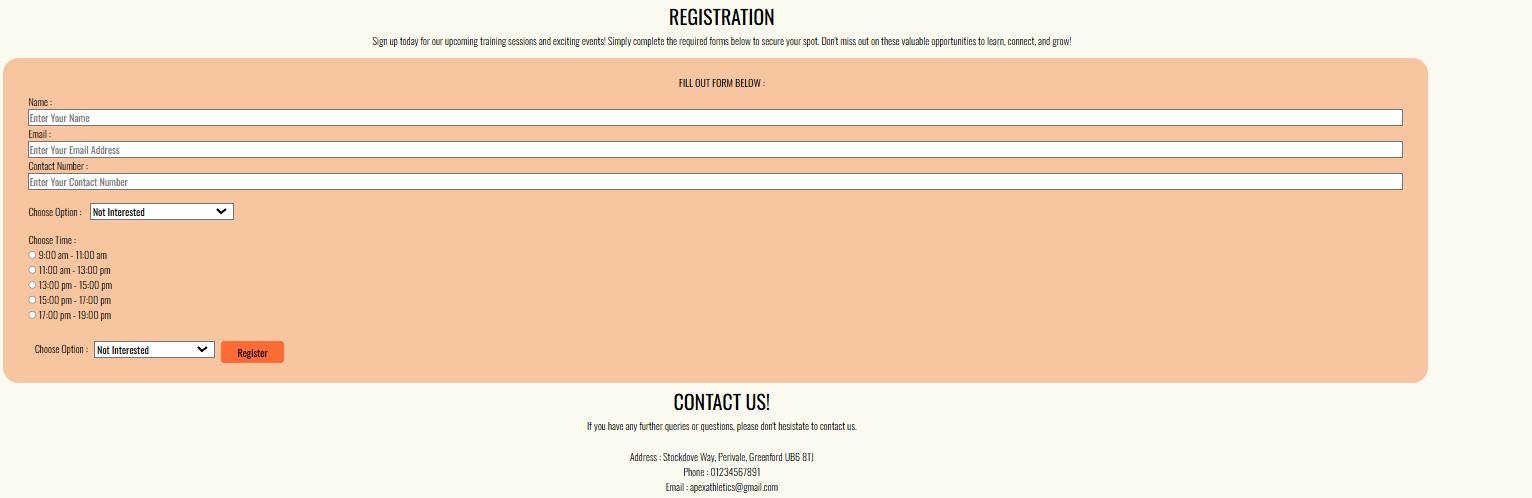 REGISTRATION
Sign up today for our upcoming training sessions and exciting events! Simply complete the required forms below to secure your spot. Don't miss out on these valuable opportunities to learn, connect, and grow!
FILL OUT FORM BELOW :
Name :
Enter Your Name
Email :
Enter Your Email Address
Contact Number :
Enter Your Contact Number
Choose Option : Not Interested
Choose Time :
9:00 am - 11:00 am
11:00 am - 13:00 pm
13:00 pm - 15:00 pm
15:00 pm - 17:00 pm
17:00 pm - 19:00 pm
Choose Option : Not Interested Register
CONTACT US!
If you have any further queries or questions, please don't hesistate to contact us.
Address : Stockdove Way, Perivale, Greenford UB6 8TJ
Phone : 01234567891
Email : apexathletics@gmail.com